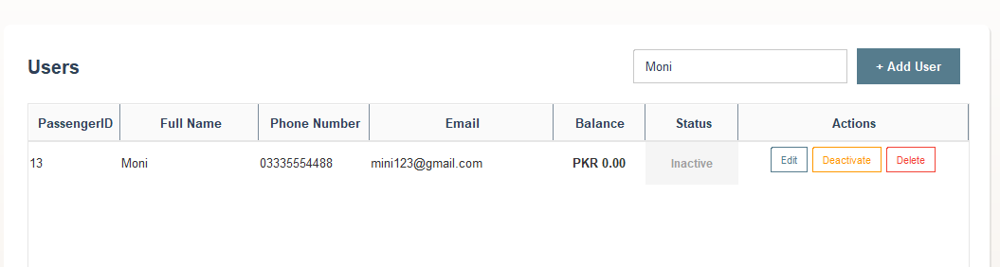 Users
Moni
+ Add User
PassengerID Full Name Phone Number Email Balance Status Actions
13 Moni 03335554488 mini123@gmail.com PKR 0.00 Inactive Edit Deactivate Delete